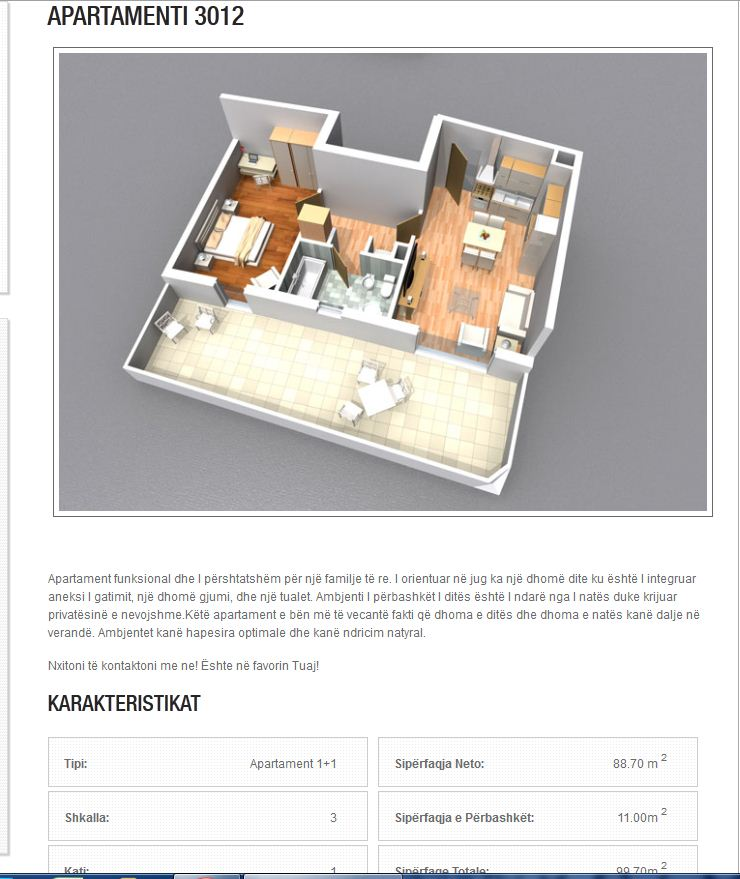 APARTAMENTI 3012
Apartament funksional dhe I përshtatshëm për një familje të re. I orientuar në jug ka një dhomë dite ku është I integruar
aneksi I gatimit, një dhomë gjumi, dhe një tualet. Ambjenti I përbashkët I ditës është I ndarë nga I natës duke krijuar
privatësinë e nevojshme.Këtë apartament e bën më të vecantë fakti që dhoma e ditës dhe dhoma e natës kanë dalje në
verandë. Ambjentet kanë hapesira optimale dhe kanë ndricim natyral.
Nxitoni të kontaktoni me ne! Është në favorin Tuaj!
KARAKTERISTIKAT
Tipi: Apartament 1+1
Sipërfaqja Neto: 88.70 m 2
Shkalla: 3
Sipërfaqja e Përbashkët: 11.00m 2
Kati: 1
Sipërfaqe Totale: 99.70m 2